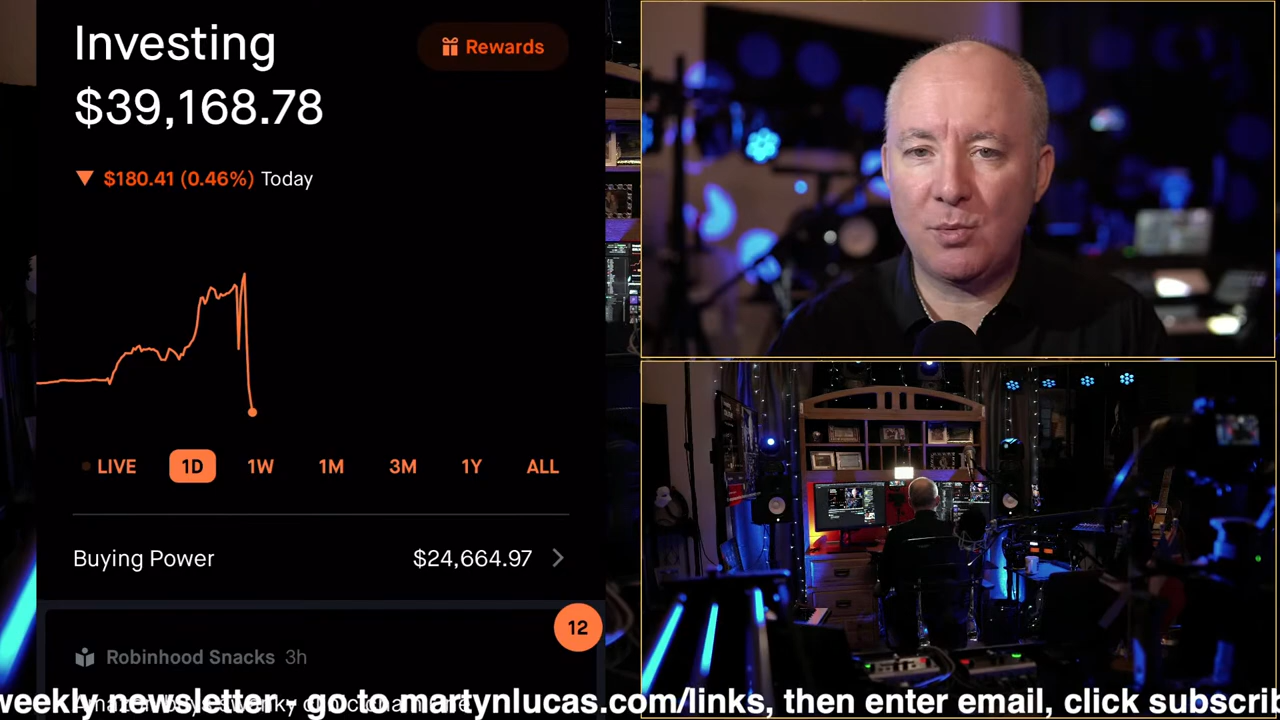 Investing
Rewards
$39,168.78
$180.41 (0.46%) Today
LIVE 1D 1W 1M 3M 1Y ALL
Buying Power $24,664.97
12
Robinhood Snacks 3h
weekly newsletter - go to martynlucas.com/links, then enter email, click subscrib